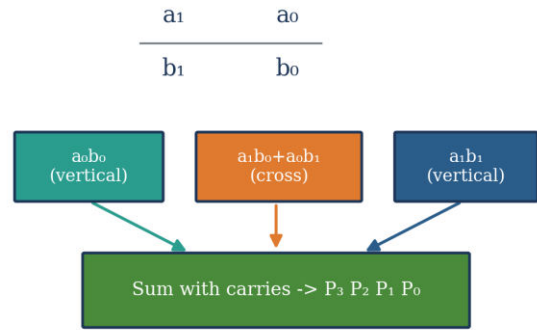 a₁ a₀
b₁ b₀
a₀b₀
(vertical)
a₁b₀+a₀b₁
(cross)
a₁b₁
(vertical)
Sum with carries -> P₃ P₂ P₁ P₀